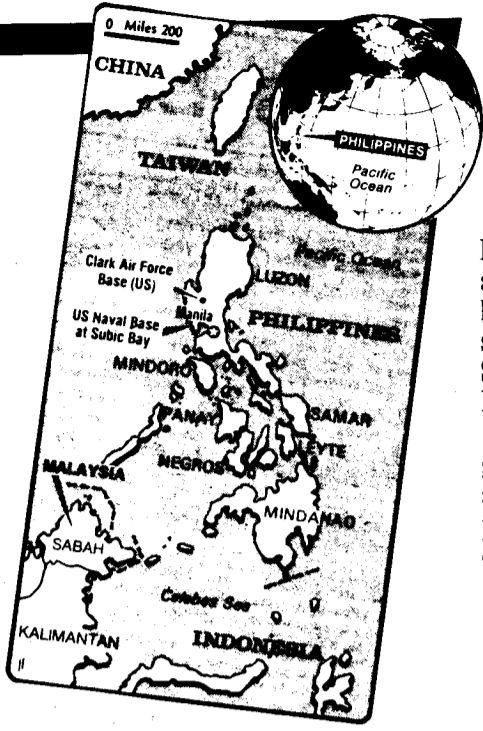 0 Miles 200
CHINA
TAIWAN
PHILIPPINES
Pacific
Ocean
Pacific Ocean
Clark Air Force
Base (US)
LUZON
Manila
US Naval Base
at Subic Bay
PHILIPPINES
MINDORO
PANAY
SAMAR
LEYTE
NEGROS
MALAYSIA
MINDANAO
SABAH
Celebes Sea
KALIMANTAN
INDONESIA